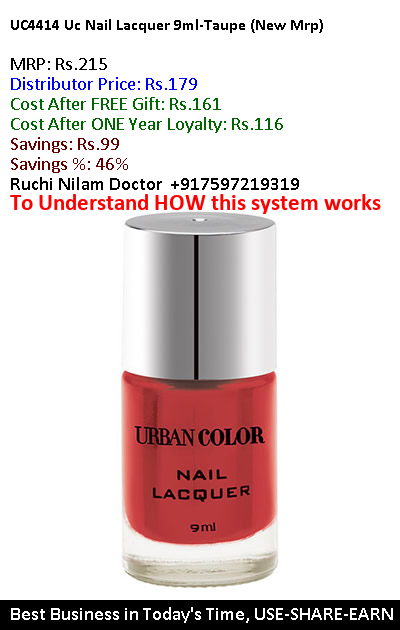 UC4414 Uc Nail Lacquer 9ml-Taupe (New Mrp)
MRP: Rs.215
Distributor Price: Rs.179
Cost After FREE Gift: Rs.161
Cost After ONE Year Loyalty: Rs.116
Savings: Rs.99
Savings %: 46%
Ruchi Nilam Doctor +917597219319
To Understand HOW this system works
URBAN COLOR
NAIL
LACQUER
9ml
Best Business in Today's Time, USE-SHARE-EARN